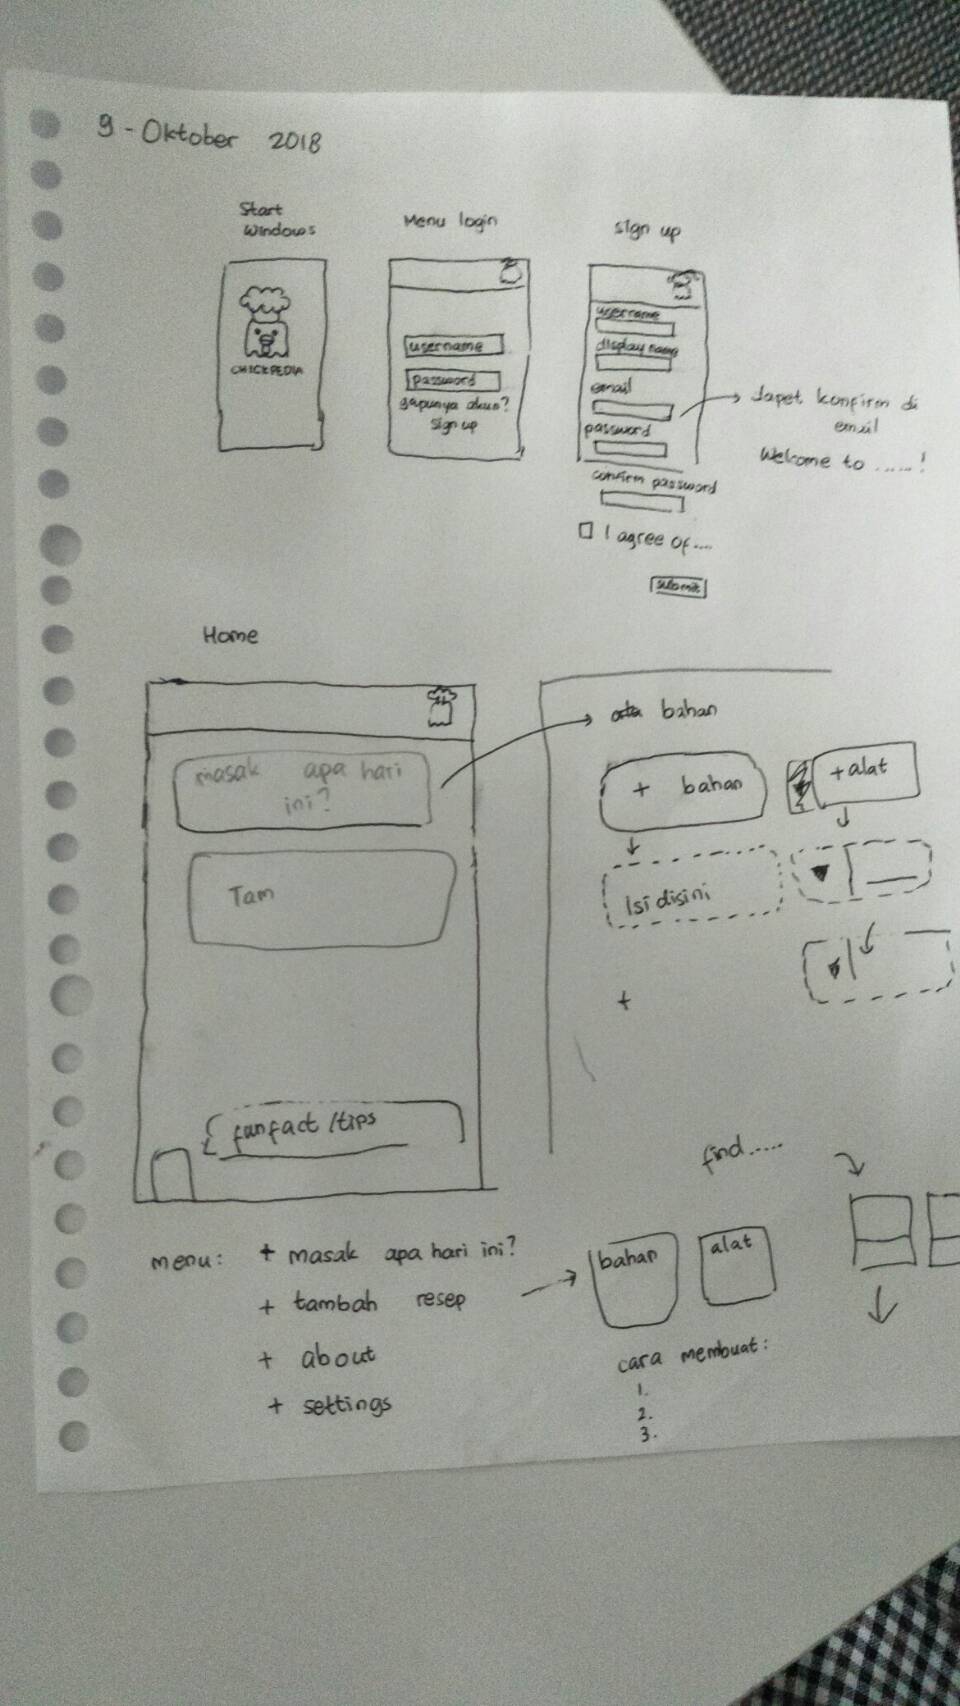 9 - Oktober 2018
Start
Windows
CHICKPEDIA
Menu login
username
password
gapunya akun?
sign up
sign up
username
display name
email
password
confirm password
I agree of....
submit
dapet konfirm di
email
Welcome to ......!
Home
masak apa hari
ini?
Tam
funfact /tips
bahan
+ bahan
+ alat
Isi disini
+
find.....
menu: + masak apa hari ini?
+ tambah resep
+ about
+ settings
bahan
alat
cara membuat:
1.
2.
3.